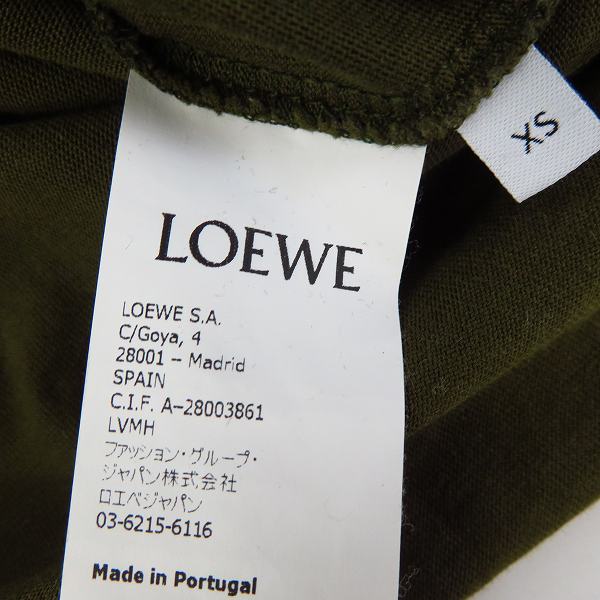 XS
LOEWE
LOEWE S.A.
C/Goya, 4
28001 – Madrid
SPAIN
C.I.F. A-28003861
LVMH
ファッション・グループ・
ジャパン株式会社
ロエベジャパン
03-6215-6116
Made in Portugal